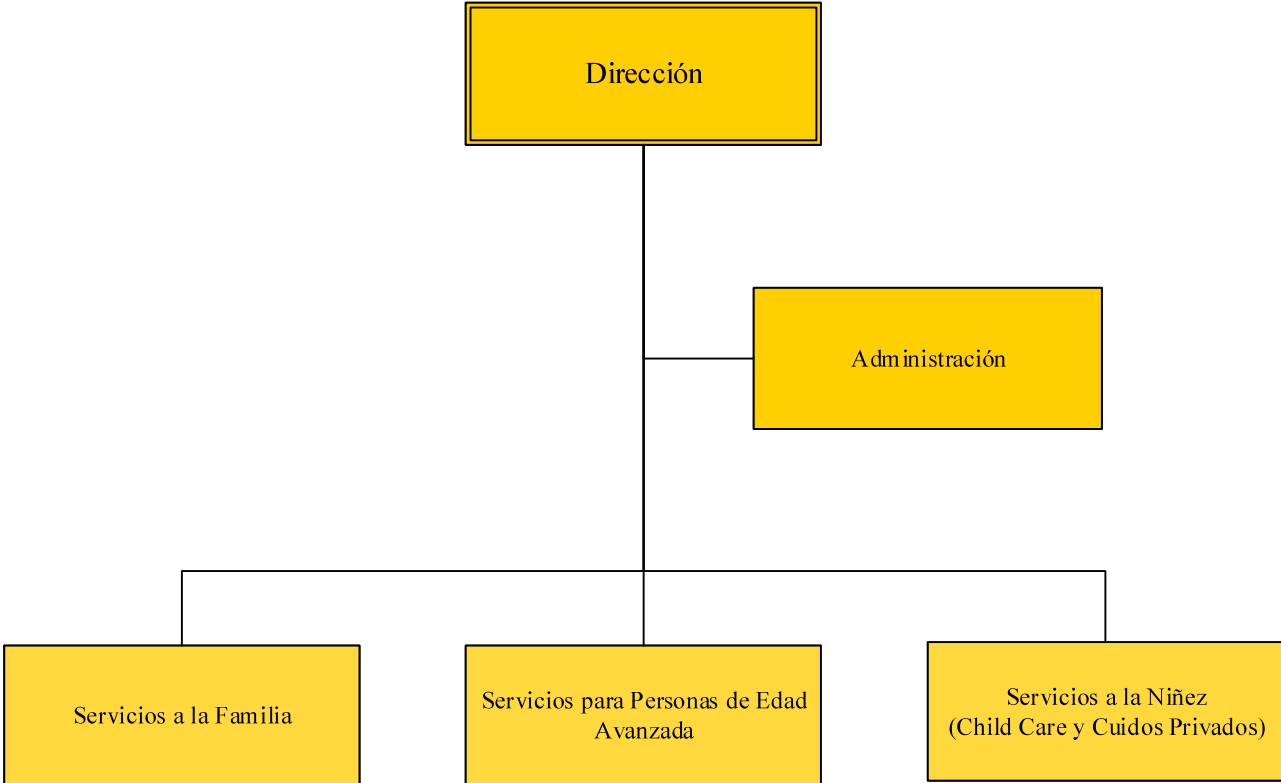 Dirección
Administración
Servicios a la Familia
Servicios para Personas de Edad
Avanzada
Servicios a la Niñez
(Child Care y Cuidos Privados)